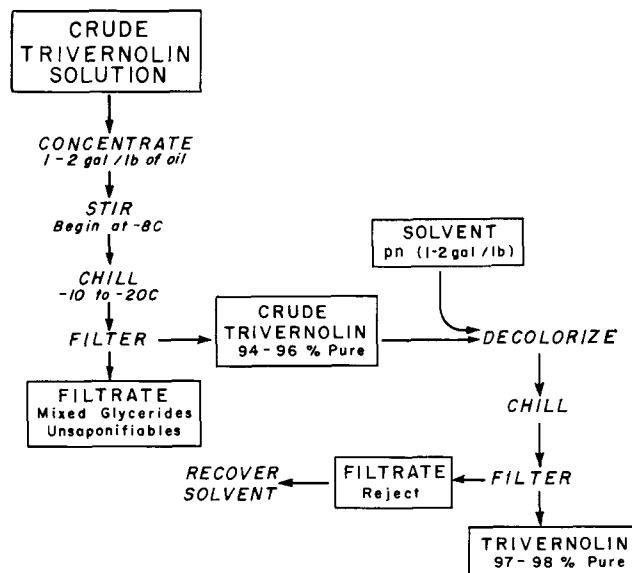 CRUDE
TRIVERNOLIN
SOLUTION
CONCENTRATE
1-2 gal/lb of oil
STIR
Begin at -8C
CHILL
-10 to -20C
FILTER
FILTRATE
Mixed Glycerides
Unsaponifiables
CRUDE
TRIVERNOLIN
94-96 % Pure
SOLVENT
pn (1-2 gal/lb)
DECOLORIZE
CHILL
FILTER
FILTRATE
Reject
RECOVER
SOLVENT
TRIVERNOLIN
97-98 % Pure